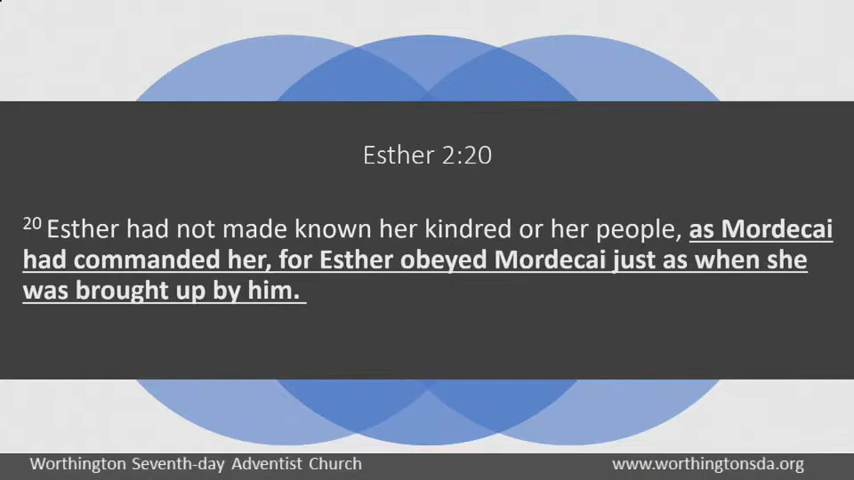 Esther 2:20
20 Esther had not made known her kindred or her people, as Mordecai
had commanded her, for Esther obeyed Mordecai just as when she
was brought up by him.
Worthington Seventh-day Adventist Church
www.worthingtonsda.org